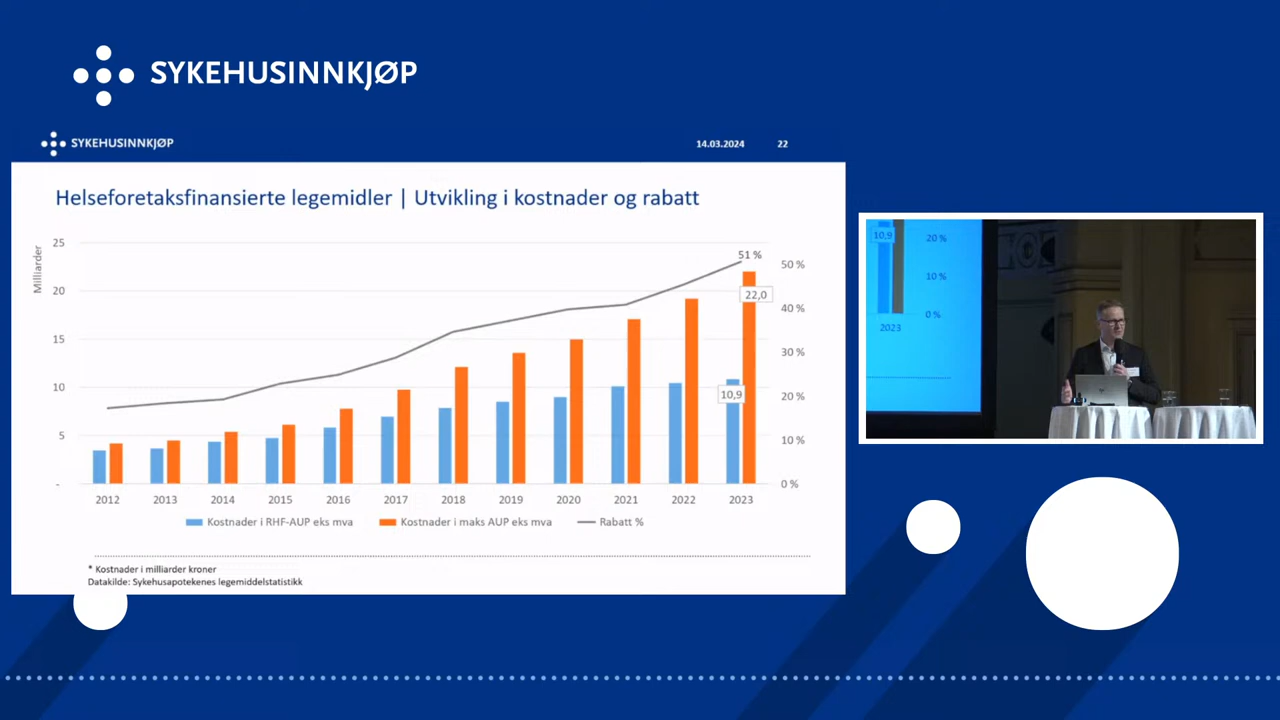 SYKEHUSINNKJØP
SYKEHUSINNKJØP
14.03.2024
22
Helseforetaksfinansierte legemidler | Utvikling i kostnader og rabatt
Milliarder
25
20
15
10
5
-
51 %
22,0
10,9
50 %
40 %
30 %
20 %
10 %
0 %
2012 2013 2014 2015 2016 2017 2018 2019 2020 2021 2022 2023
Kostnader i RHF-AUP eks mva Kostnader i maks AUP eks mva Rabatt %
* Kostnader i milliarder kroner
Datakilde: Sykehusapotekenes legemiddelstatistikk
10,9
20 %
10 %
0 %
2023